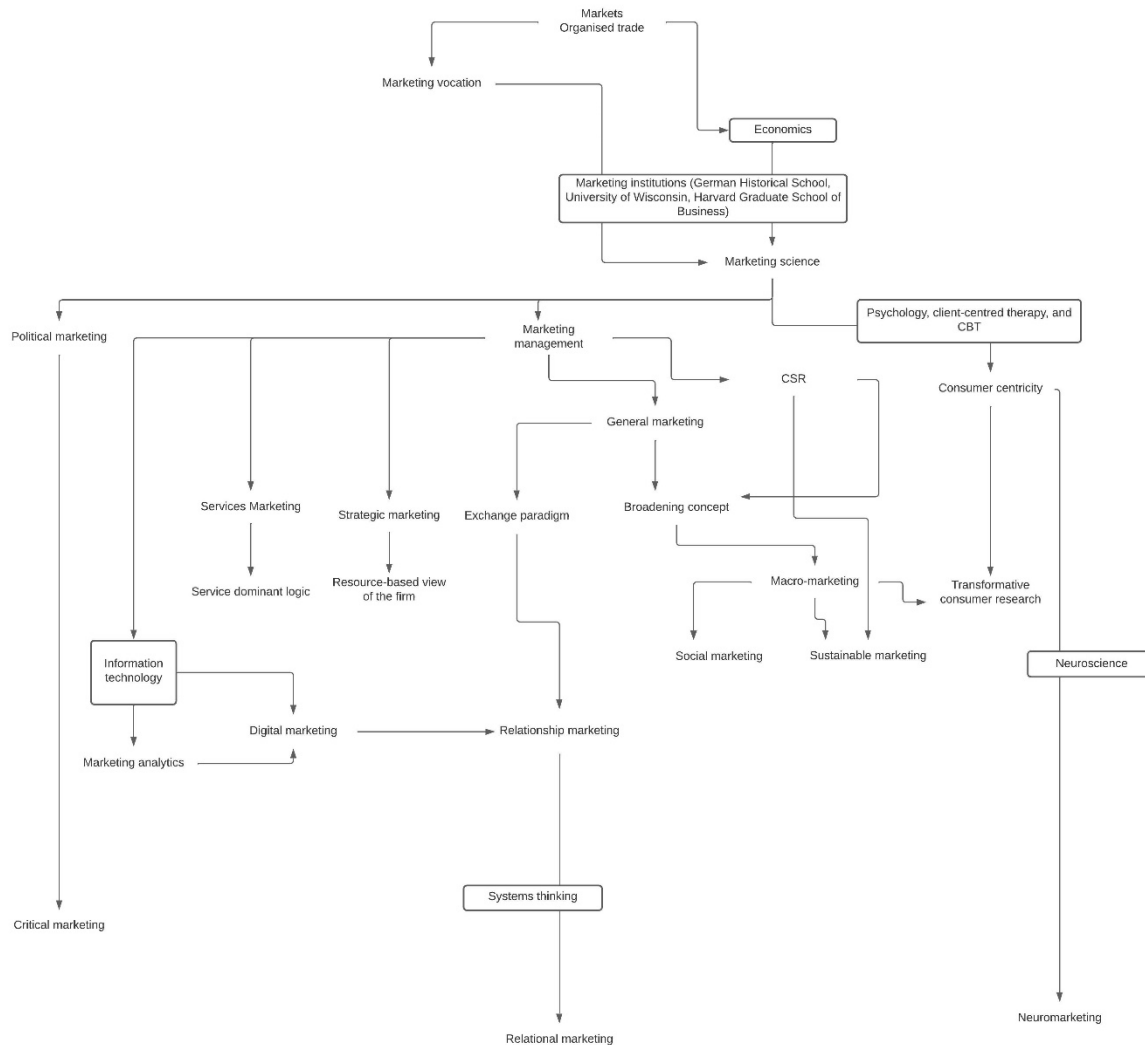 Markets
Organised trade
Marketing vocation
Economics
Marketing institutions (German Historical School,
University of Wisconsin, Harvard Graduate School of
Business)
Marketing science
Psychology, client-centred therapy, and
CBT
Political marketing
Marketing
management
CSR
Consumer centricity
General marketing
Services Marketing
Strategic marketing
Exchange paradigm
Broadening concept
Service dominant logic
Resource-based view
of the firm
Macro-marketing
Transformative
consumer research
Information
technology
Social marketing
Sustainable marketing
Neuroscience
Digital marketing
Relationship marketing
Marketing analytics
Systems thinking
Critical marketing
Neuromarketing
Relational marketing